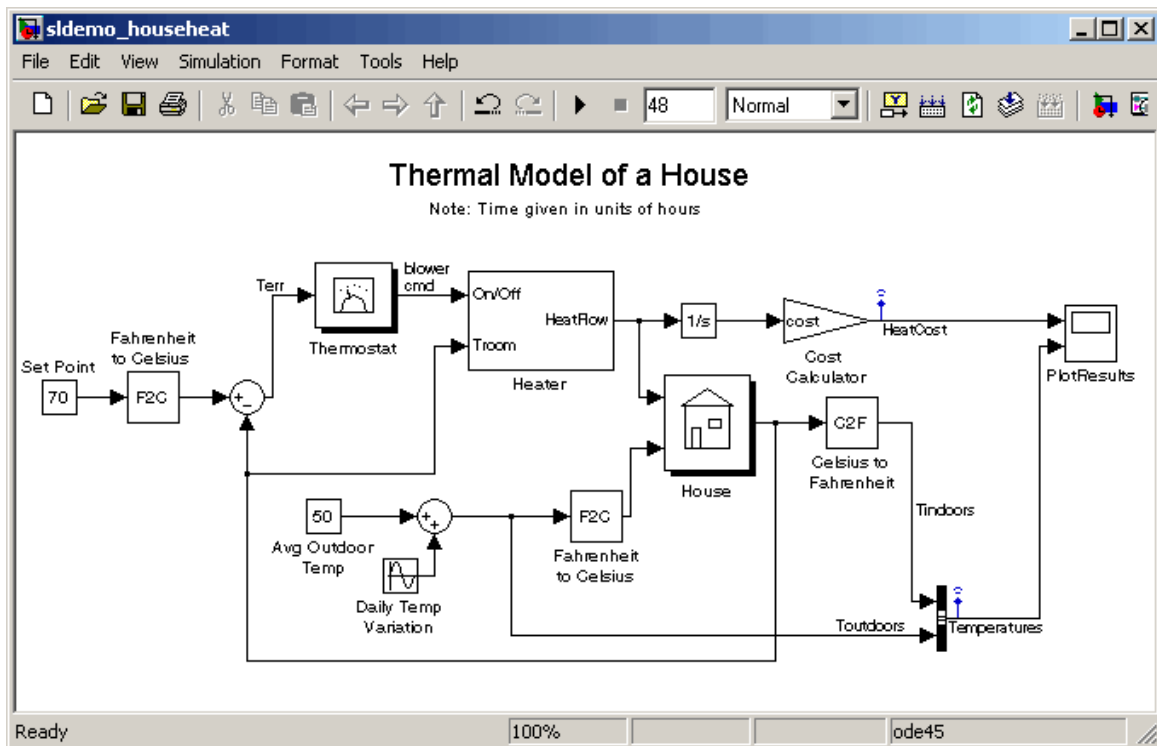 sldemo_househeat
File Edit View Simulation Format Tools Help
48 Normal
Thermal Model of a House
Note: Time given in units of hours
Terr
blower
cmd
On/Off
HeatFlow
Troom
Heater
Thermostat
1/s
cost
HeatCost
Cost
Calculator
PlotResults
Set Point
70
Fahrenheit
to Celsius
F2C
+
−
House
C2F
Celsius to
Fahrenheit
50
Avg Outdoor
Temp
+
+
F2C
Fahrenheit
to Celsius
Daily Temp
Variation
Tindoors
Toutdoors
Temperatures
Ready 100% ode45